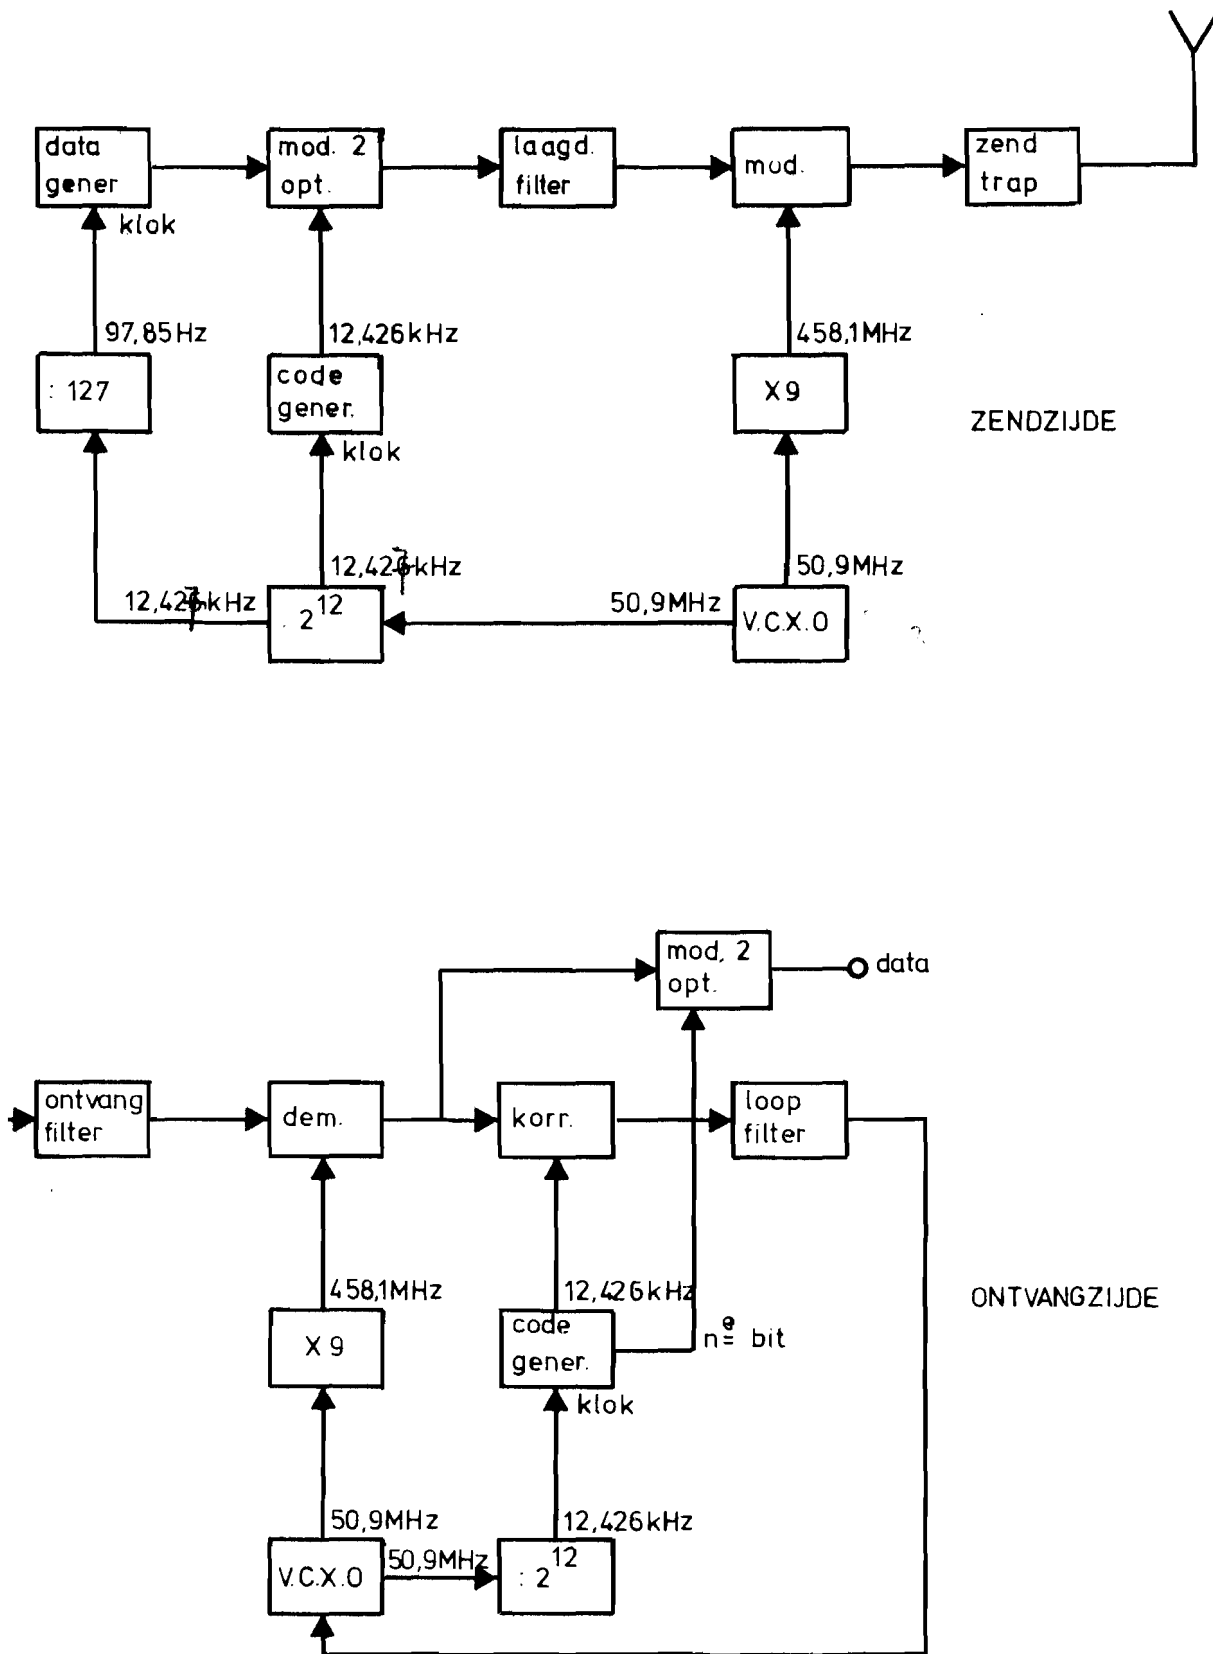 data
gener
mod. 2
opt.
laagd.
filter
mod.
zend
trap
klok
97,85Hz
12,426kHz
458,1MHz
: 127
code
gener.
X9
ZENDZIJDE
klok
12,427kHz
50,9MHz
12,427kHz
: 2^12
50,9MHz
V.C.X.O
mod, 2
opt.
data
ontvang
filter
dem.
korr.
loop
filter
458,1MHz
12,426kHz
ONTVANGZIJDE
X9
code
gener.
n^e bit
klok
50,9MHz
12,426kHz
V.C.X.O
50,9MHz
: 2^12